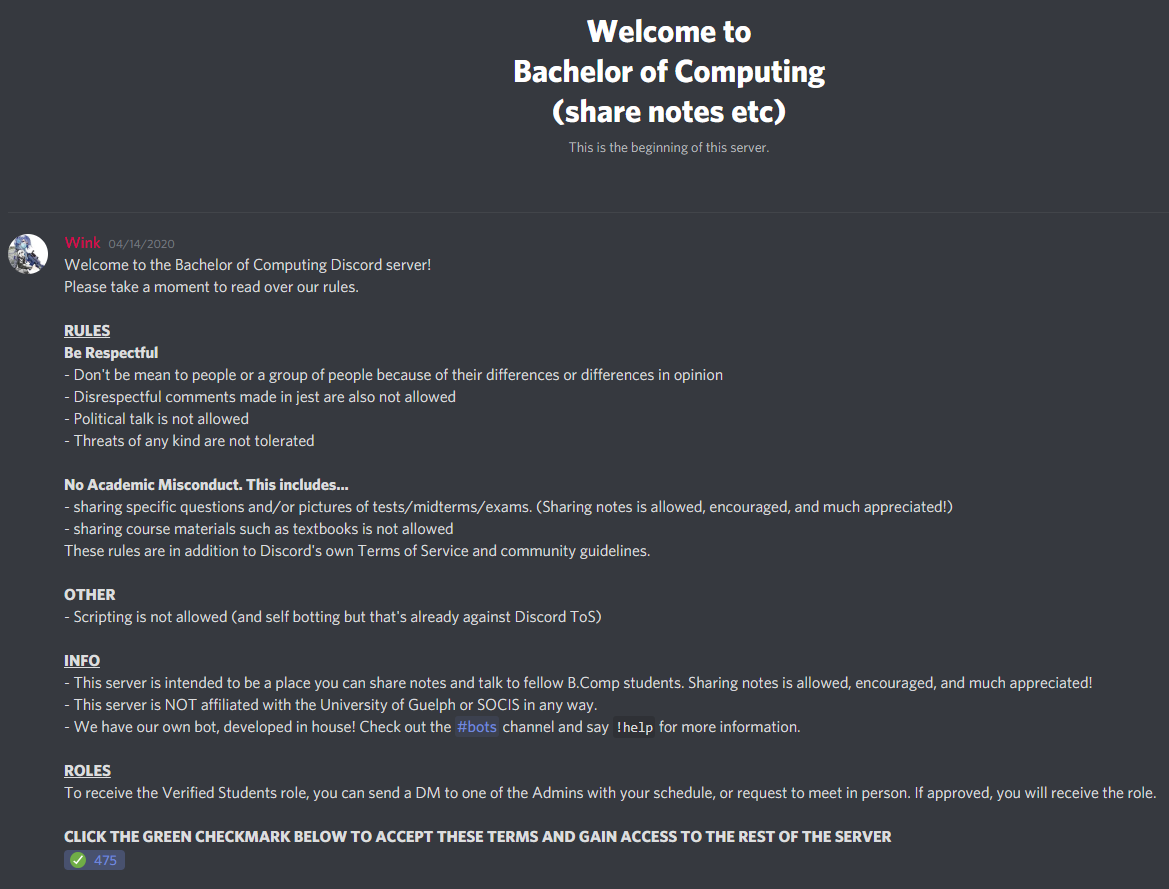 Welcome to
Bachelor of Computing
(share notes etc)
This is the beginning of this server.
Wink 04/14/2020
Welcome to the Bachelor of Computing Discord server!
Please take a moment to read over our rules.
RULES
Be Respectful
- Don't be mean to people or a group of people because of their differences or differences in opinion
- Disrespectful comments made in jest are also not allowed
- Political talk is not allowed
- Threats of any kind are not tolerated
No Academic Misconduct. This includes...
- sharing specific questions and/or pictures of tests/midterms/exams. (Sharing notes is allowed, encouraged, and much appreciated!)
- sharing course materials such as textbooks is not allowed
These rules are in addition to Discord's own Terms of Service and community guidelines.
OTHER
- Scripting is not allowed (and self botting but that's already against Discord ToS)
INFO
- This server is intended to be a place you can share notes and talk to fellow B.Comp students. Sharing notes is allowed, encouraged, and much appreciated!
- This server is NOT affiliated with the University of Guelph or SOCIS in any way.
- We have our own bot, developed in house! Check out the #bots channel and say !help for more information.
ROLES
To receive the Verified Students role, you can send a DM to one of the Admins with your schedule, or request to meet in person. If approved, you will receive the role.
CLICK THE GREEN CHECKMARK BELOW TO ACCEPT THESE TERMS AND GAIN ACCESS TO THE REST OF THE SERVER
475